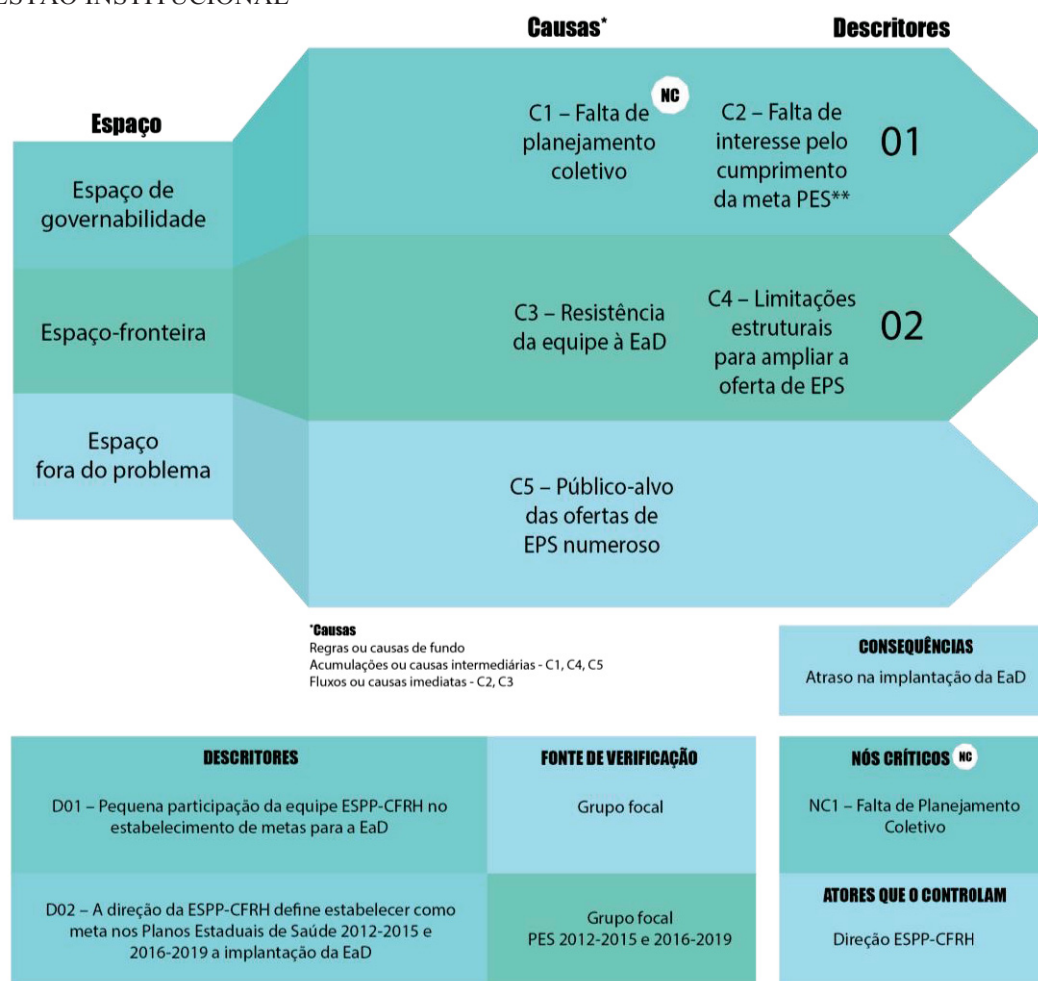 ESTÃO INSTITUCIONAL
Causas*
Descritores
Espaço
Espaço de
governabilidade
C1 – Falta de
planejamento
coletivo
NC
C2 – Falta de
interesse pelo
cumprimento
da meta PES**
01
Espaço-fronteira
C3 – Resistência
da equipe à EaD
C4 – Limitações
estruturais
para ampliar a
oferta de EPS
02
Espaço
fora do problema
C5 – Público-alvo
das ofertas de
EPS numeroso
*Causas
Regras ou causas de fundo
Acumulações ou causas intermediárias - C1, C4, C5
Fluxos ou causas imediatas - C2, C3
CONSEQUÊNCIAS
Atraso na implantação da EaD
DESCRITORES
D01 – Pequena participação da equipe ESPP-CFRH no
estabelecimento de metas para a EaD
FONTE DE VERIFICAÇÃO
Grupo focal
NÓS CRÍTICOS NC
NC1 – Falta de Planejamento
Coletivo
D02 – A direção da ESPP-CFRH define estabelecer como
meta nos Planos Estaduais de Saúde 2012-2015 e
2016-2019 a implantação da EaD
Grupo focal
PES 2012-2015 e 2016-2019
ATORES QUE O CONTROLAM
Direção ESPP-CFRH